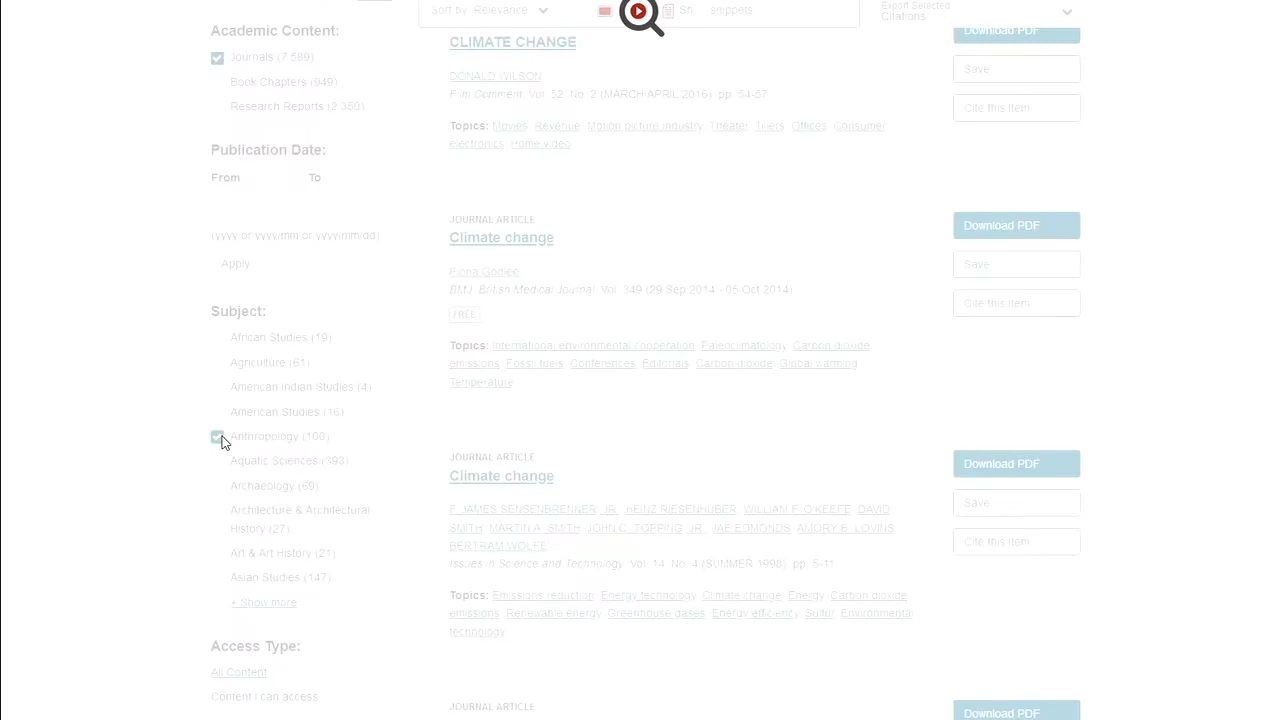 Sort by Relevance
Sh snippets
Export Selected
Citations
Academic Content:
Journals (7 589)
Book Chapters (949)
Research Reports (2 350)
Publication Date:
From To
(yyyy or yyyy/mm or yyyy/mm/dd)
Apply
Subject:
African Studies (19)
Agriculture (61)
American Indian Studies (4)
American Studies (16)
Anthropology (100)
Aquatic Sciences (393)
Archaeology (69)
Architecture & Architectural
History (27)
Art & Art History (21)
Asian Studies (147)
+ Show more
Access Type:
All Content
Content I can access
CLIMATE CHANGE
DONALD WILSON
Film Comment Vol. 52 No. 2 (MARCH/APRIL 2016) pp. 54-57
Topics: Movies Revenue Motion picture industry Theater Offices Consumer
electronics Home video
Download PDF
Save
Cite this Item
JOURNAL ARTICLE
Climate change
Fiona Godlee
BMJ: British Medical Journal Vol. 349 (29 Sep 2014 - 05 Oct 2014)
FREE
Topics: International environmental cooperation Paleoclimatology Carbon dioxide
emissions Fossil fuels Conferences Editorials Carbon dioxide Global warming
Temperature
Download PDF
Save
Cite this Item
JOURNAL ARTICLE
Climate change
F. JAMES SENSENBRENNER, JR. HEINZ RIESENHUBER WILLIAM F. O'KEEFE DAVID
SMITH MARTIN A. SMITH JOHN C. TOPPING JR. JAE EDMONDS AMORY B. LOVINS
BERTRAM WOLFE
Issues in Science and Technology Vol. 14 No. 4 (SUMMER 1998) pp. 5-11
Topics: Emissions reduction Energy technology Climate change Energy Carbon dioxide
emissions Renewable energy Greenhouse gases Energy efficiency Sulfur Environmental
technology
Download PDF
Save
Cite this Item
JOURNAL ARTICLE
Download PDF